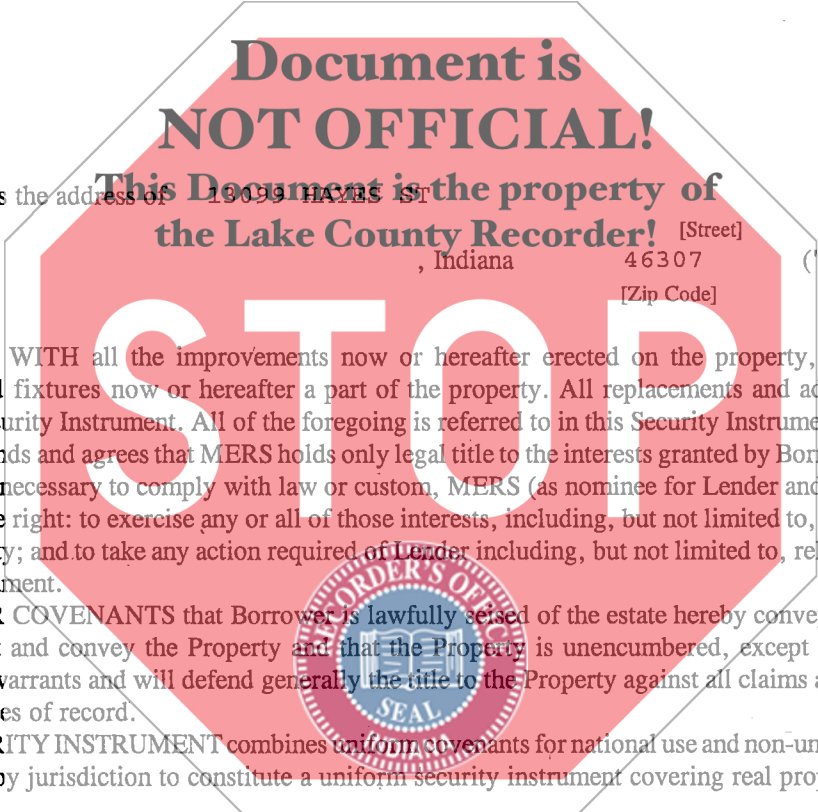 Document is
NOT OFFICIAL!
This Document is the property of
the Lake County Recorder!
s the address of 13099 HAYES ST
[Street]
, Indiana 46307 ("
[Zip Code]
STOP
WITH all the improvements now or hereafter erected on the property,
fixtures now or hereafter a part of the property. All replacements and ad
urity Instrument. All of the foregoing is referred to in this Security Instrume
nds and agrees that MERS holds only legal title to the interests granted by Borr
necessary to comply with law or custom, MERS (as nominee for Lender and
e right: to exercise any or all of those interests, including, but not limited to,
y; and to take any action required of Lender including, but not limited to, rel
ment.
R COVENANTS that Borrower is lawfully seised of the estate hereby convey
t and convey the Property and that the Property is unencumbered, except
warrants and will defend generally the title to the Property against all claims a
es of record.
RITY INSTRUMENT combines uniform covenants for national use and non-un
by jurisdiction to constitute a uniform security instrument covering real prop
RECORDER'S OFFICE
SEAL
INDIANA